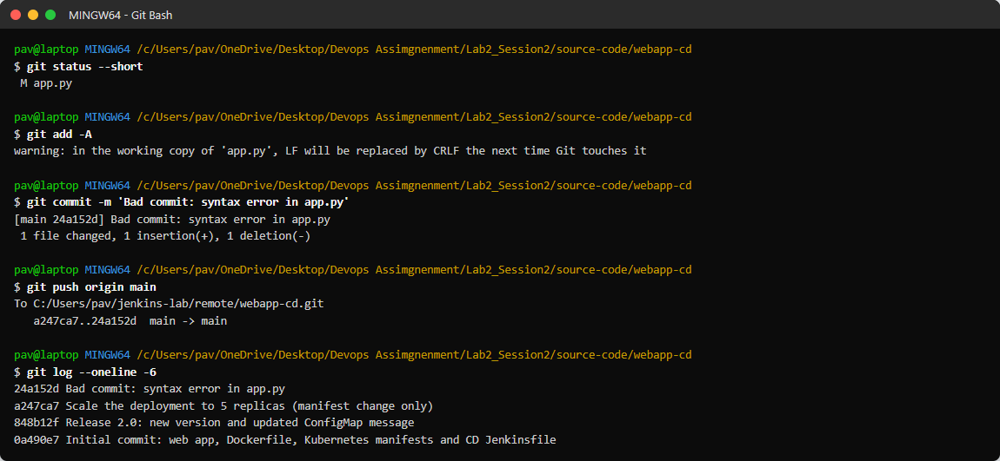 MINGW64 - Git Bash
pav@laptop MINGW64 /c/Users/pav/OneDrive/Desktop/Devops Assimgnenment/Lab2_Session2/source-code/webapp-cd
$ git status --short
 M app.py
pav@laptop MINGW64 /c/Users/pav/OneDrive/Desktop/Devops Assimgnenment/Lab2_Session2/source-code/webapp-cd
$ git add -A
warning: in the working copy of 'app.py', LF will be replaced by CRLF the next time Git touches it
pav@laptop MINGW64 /c/Users/pav/OneDrive/Desktop/Devops Assimgnenment/Lab2_Session2/source-code/webapp-cd
$ git commit -m 'Bad commit: syntax error in app.py'
[main 24a152d] Bad commit: syntax error in app.py
 1 file changed, 1 insertion(+), 1 deletion(-)
pav@laptop MINGW64 /c/Users/pav/OneDrive/Desktop/Devops Assimgnenment/Lab2_Session2/source-code/webapp-cd
$ git push origin main
To C:/Users/pav/jenkins-lab/remote/webapp-cd.git
   a247ca7..24a152d  main -> main
pav@laptop MINGW64 /c/Users/pav/OneDrive/Desktop/Devops Assimgnenment/Lab2_Session2/source-code/webapp-cd
$ git log --oneline -6
24a152d Bad commit: syntax error in app.py
a247ca7 Scale the deployment to 5 replicas (manifest change only)
848b12f Release 2.0: new version and updated ConfigMap message
0a490e7 Initial commit: web app, Dockerfile, Kubernetes manifests and CD Jenkinsfile